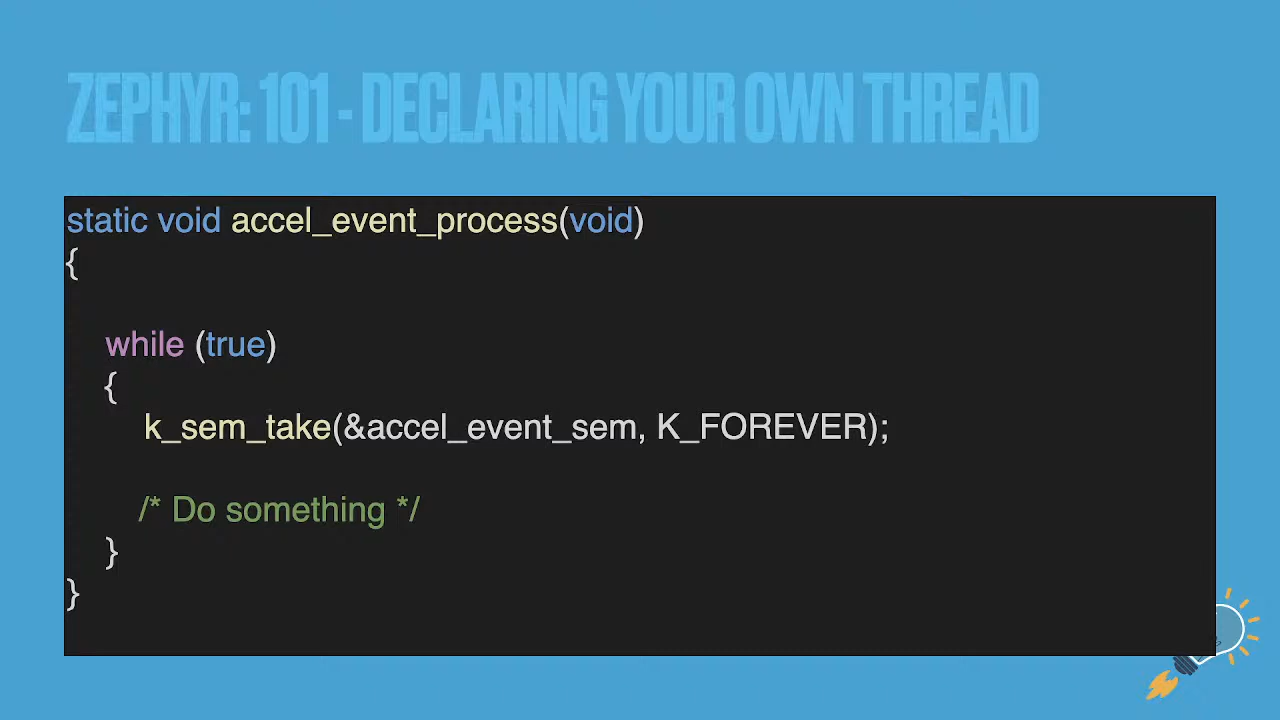 ZEPHYR: 101 - DECLARING YOUR OWN THREAD
static void accel_event_process(void)
{
while (true)
{
k_sem_take(&accel_event_sem, K_FOREVER);
/* Do something */
}
}